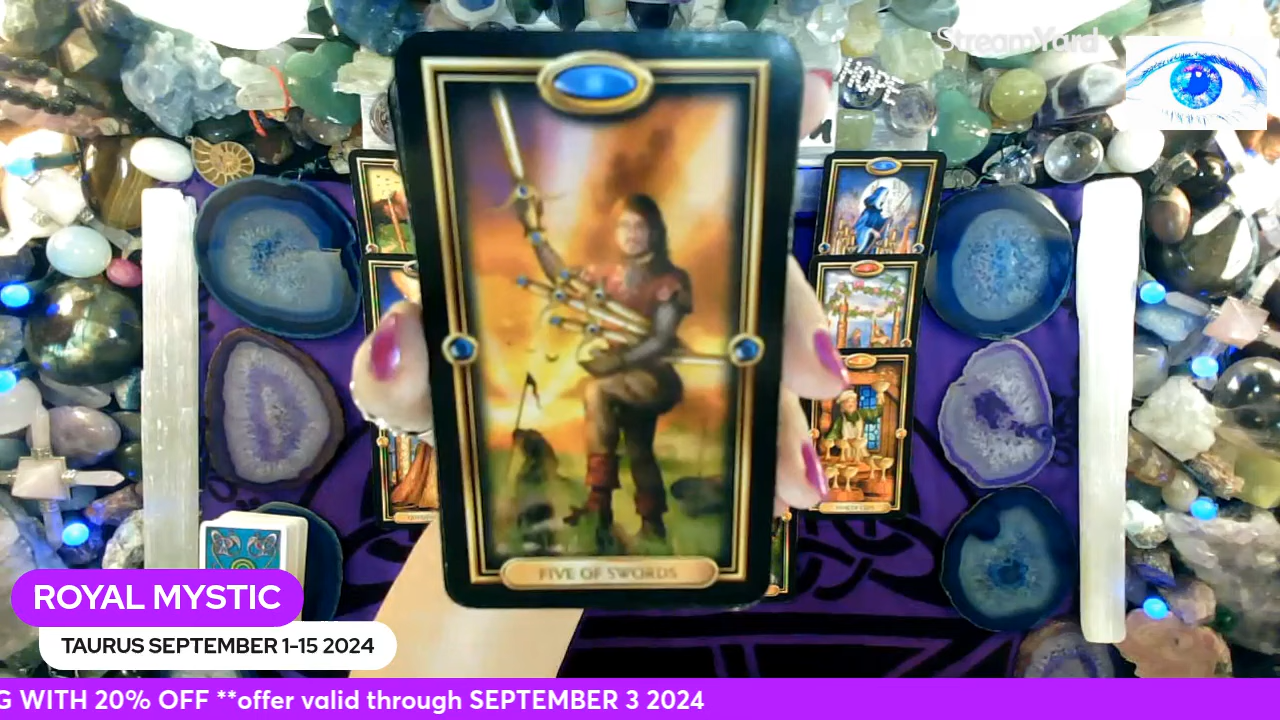 StreamYard
HOPE
FIVE OF SWORDS
ROYAL MYSTIC
TAURUS SEPTEMBER 1-15 2024
G WITH 20% OFF **offer valid through SEPTEMBER 3 2024